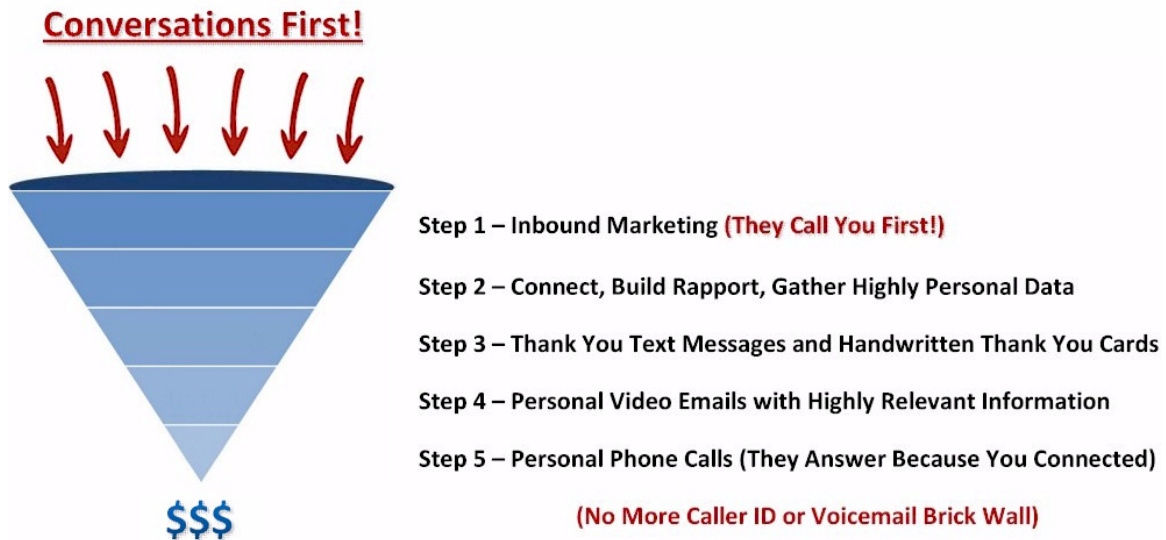 Conversations First!
Step 1 – Inbound Marketing (They Call You First!)
Step 2 – Connect, Build Rapport, Gather Highly Personal Data
Step 3 – Thank You Text Messages and Handwritten Thank You Cards
Step 4 – Personal Video Emails with Highly Relevant Information
Step 5 – Personal Phone Calls (They Answer Because You Connected)
$$$
(No More Caller ID or Voicemail Brick Wall)